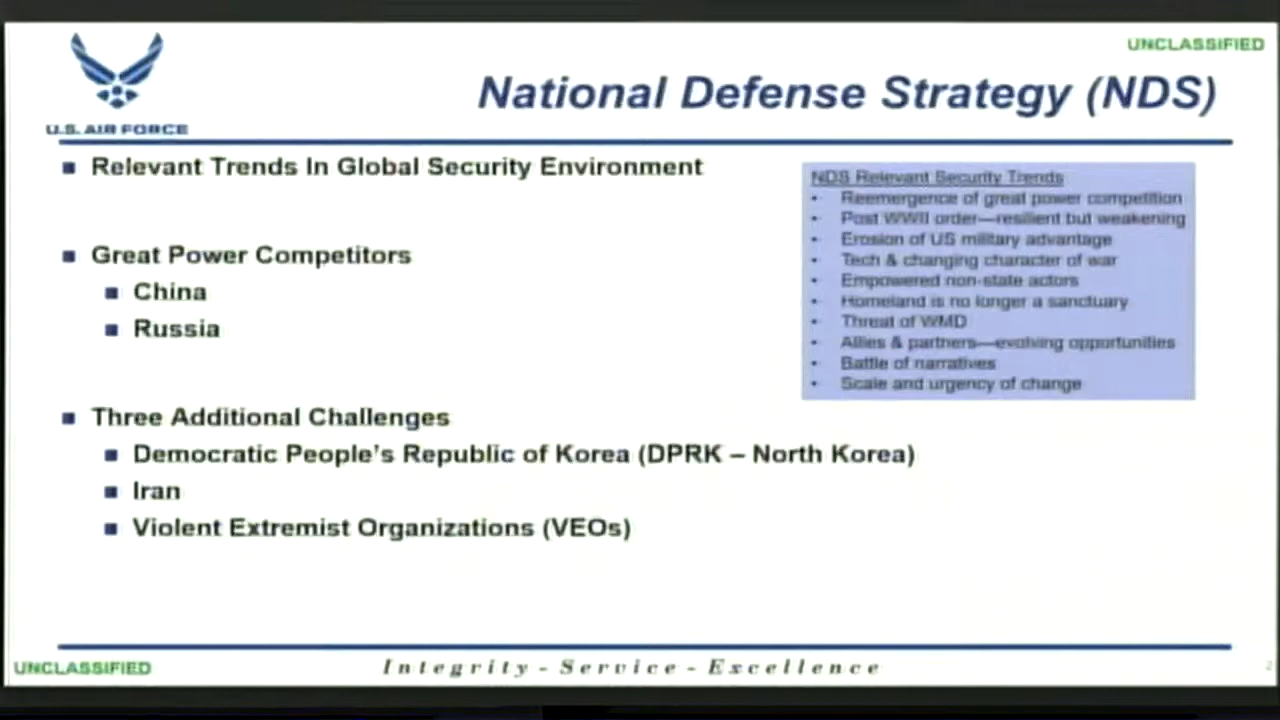 UNCLASSIFIED
U.S. AIR FORCE
National Defense Strategy (NDS)
▪ Relevant Trends In Global Security Environment
▪ Great Power Competitors
▪ China
▪ Russia
▪ Three Additional Challenges
▪ Democratic People's Republic of Korea (DPRK – North Korea)
▪ Iran
▪ Violent Extremist Organizations (VEOs)
NDS Relevant Security Trends
• Reemergence of great power competition
• Post WWII order—resilient but weakening
• Erosion of US military advantage
• Tech & changing character of war
• Empowered non-state actors
• Homeland is no longer a sanctuary
• Threat of WMD
• Allies & partners—evolving opportunities
• Battle of narratives
• Scale and urgency of change
UNCLASSIFIED
Integrity - Service - Excellence
2